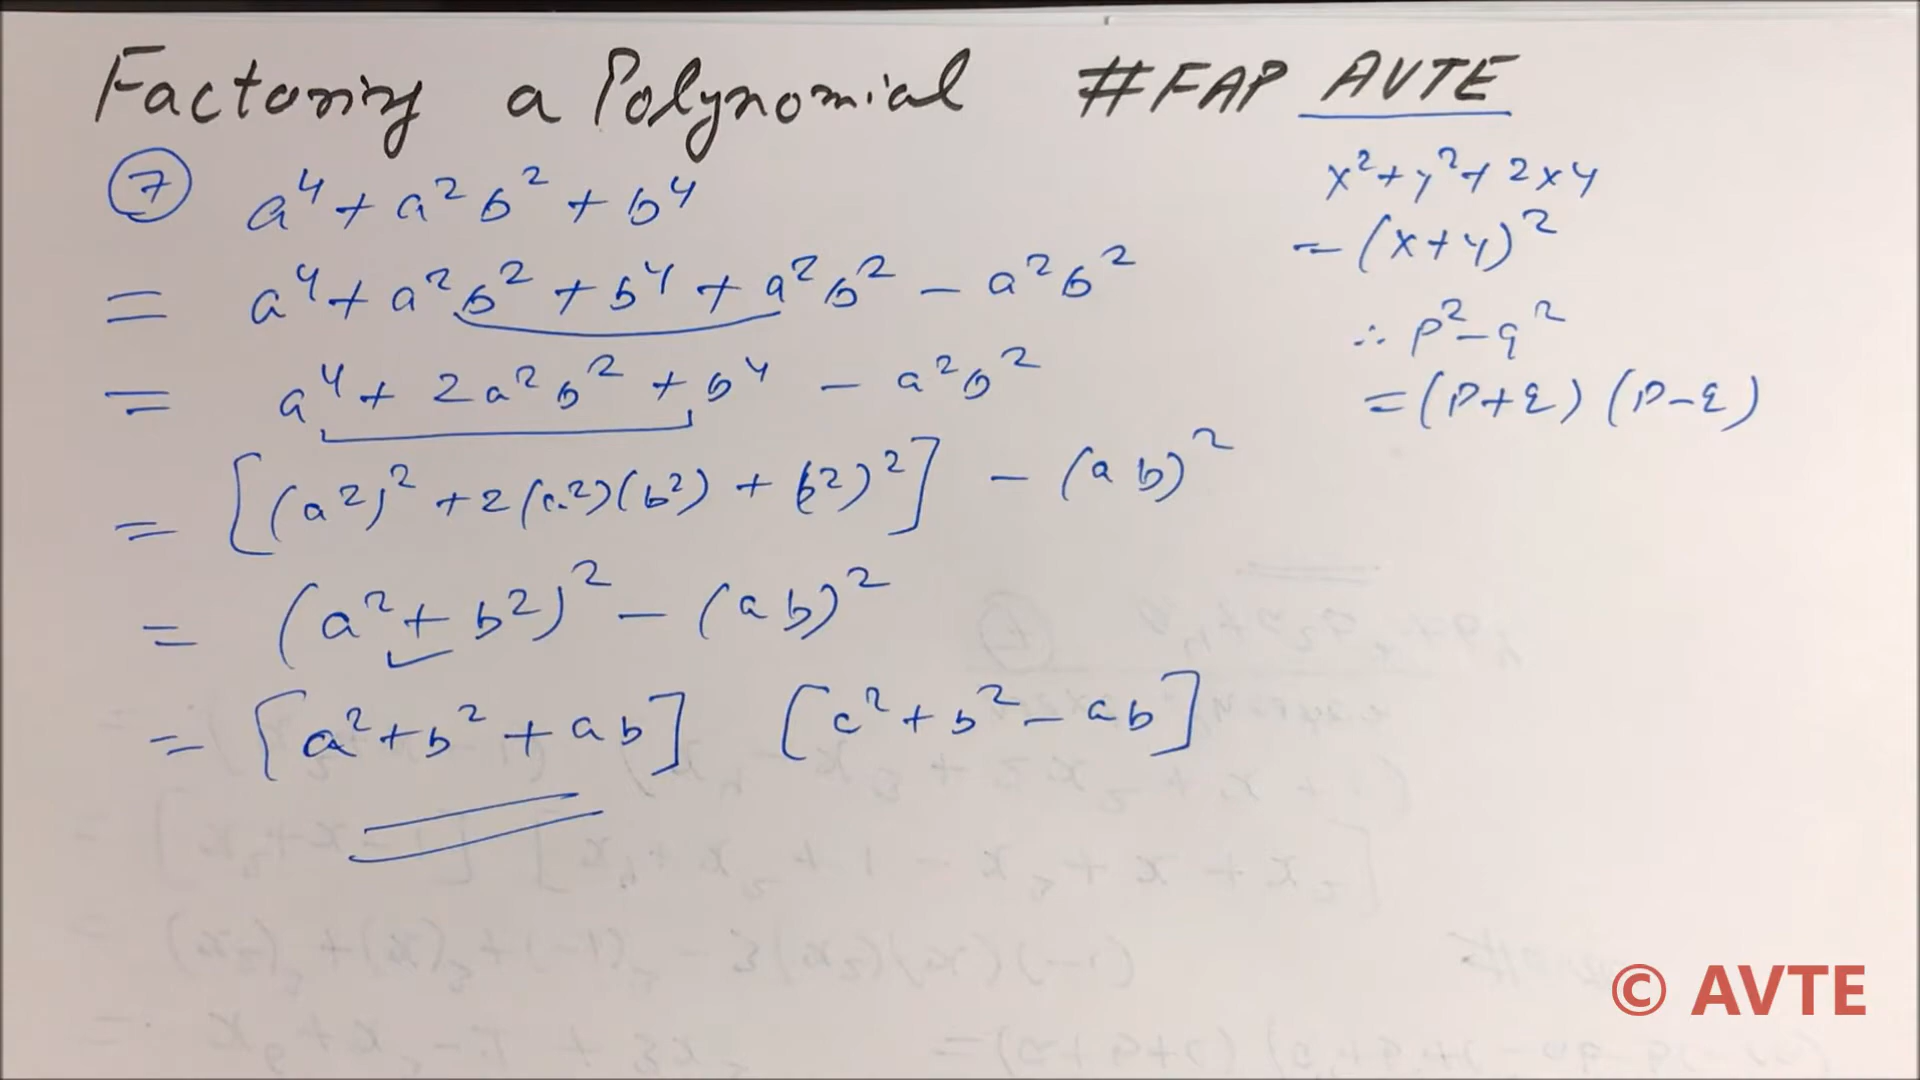 Factoring a Polynomial #FAP AVTE
⑦ a⁴ + a²b² + b⁴
= a⁴ + a²b² + b⁴ + a²b² − a²b²
= a⁴ + 2a²b² + b⁴ − a²b²
= [(a²)² + 2(a²)(b²) + (b²)²] − (ab)²
= (a² + b²)² − (ab)²
= [a² + b² + ab] [a² + b² − ab]
x² + y² + 2xy
= (x + y)²
∴ p² − q²
= (p + q) (p − q)
© AVTE